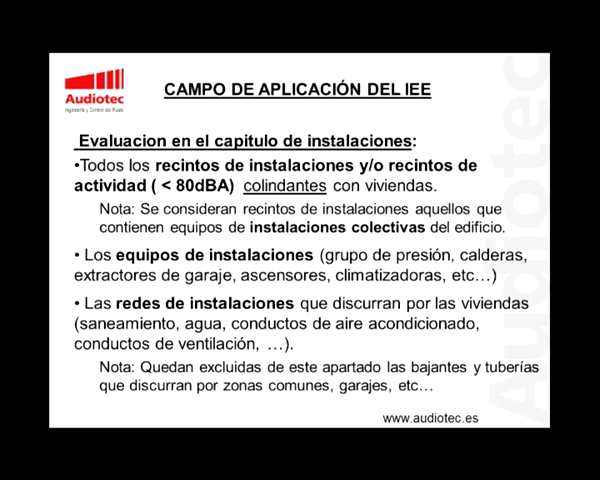 Audiotec
Ingeniería y Control del Ruido
CAMPO DE APLICACIÓN DEL IEE
Evaluacion en el capitulo de instalaciones:
•Todos los recintos de instalaciones y/o recintos de
actividad ( < 80dBA) colindantes con viviendas.
Nota: Se consideran recintos de instalaciones aquellos que
contienen equipos de instalaciones colectivas del edificio.
• Los equipos de instalaciones (grupo de presión, calderas,
extractores de garaje, ascensores, climatizadoras, etc…)
• Las redes de instalaciones que discurran por las viviendas
(saneamiento, agua, conductos de aire acondicionado,
conductos de ventilación, …).
Nota: Quedan excluidas de este apartado las bajantes y tuberías
que discurran por zonas comunes, garajes, etc…
www.audiotec.es
Audiotec